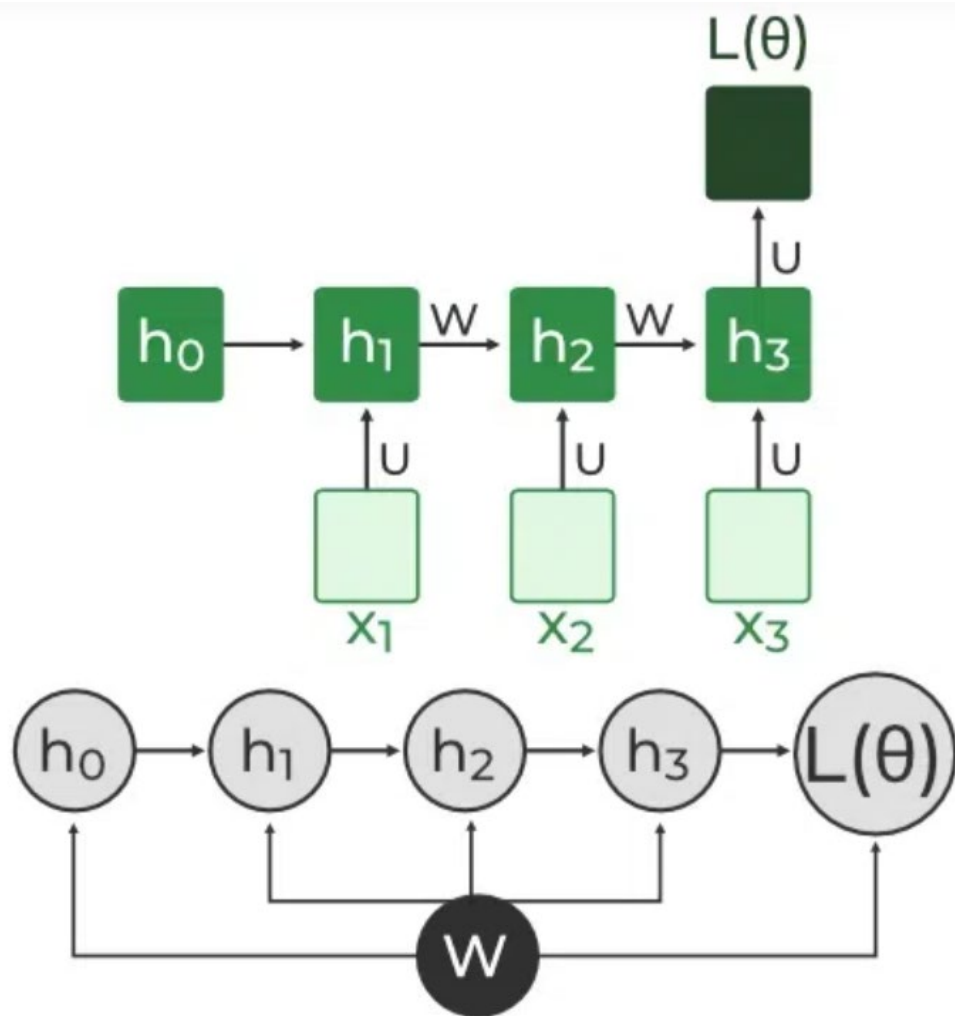 L(θ)
U
h₀ h₁ W h₂ W h₃
U U U
x₁ x₂ x₃
h₀ h₁ h₂ h₃ L(θ)
W